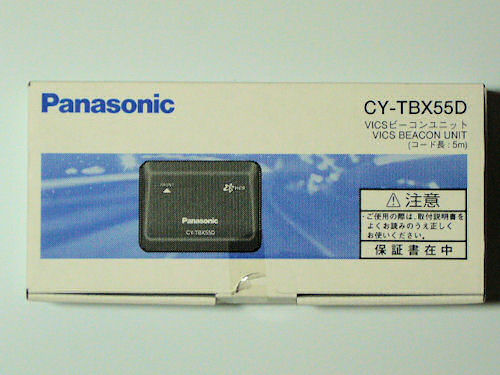 Panasonic
CY-TBX55D
VICSビーコンユニット
VICS BEACON UNIT
(コード長:5m)
FRONT
VICS
Panasonic
CY-TBX55D
⚠注意
・ご使用の際は、取付説明書を
よくお読みのうえ正しく
お使いください。
保証書在中